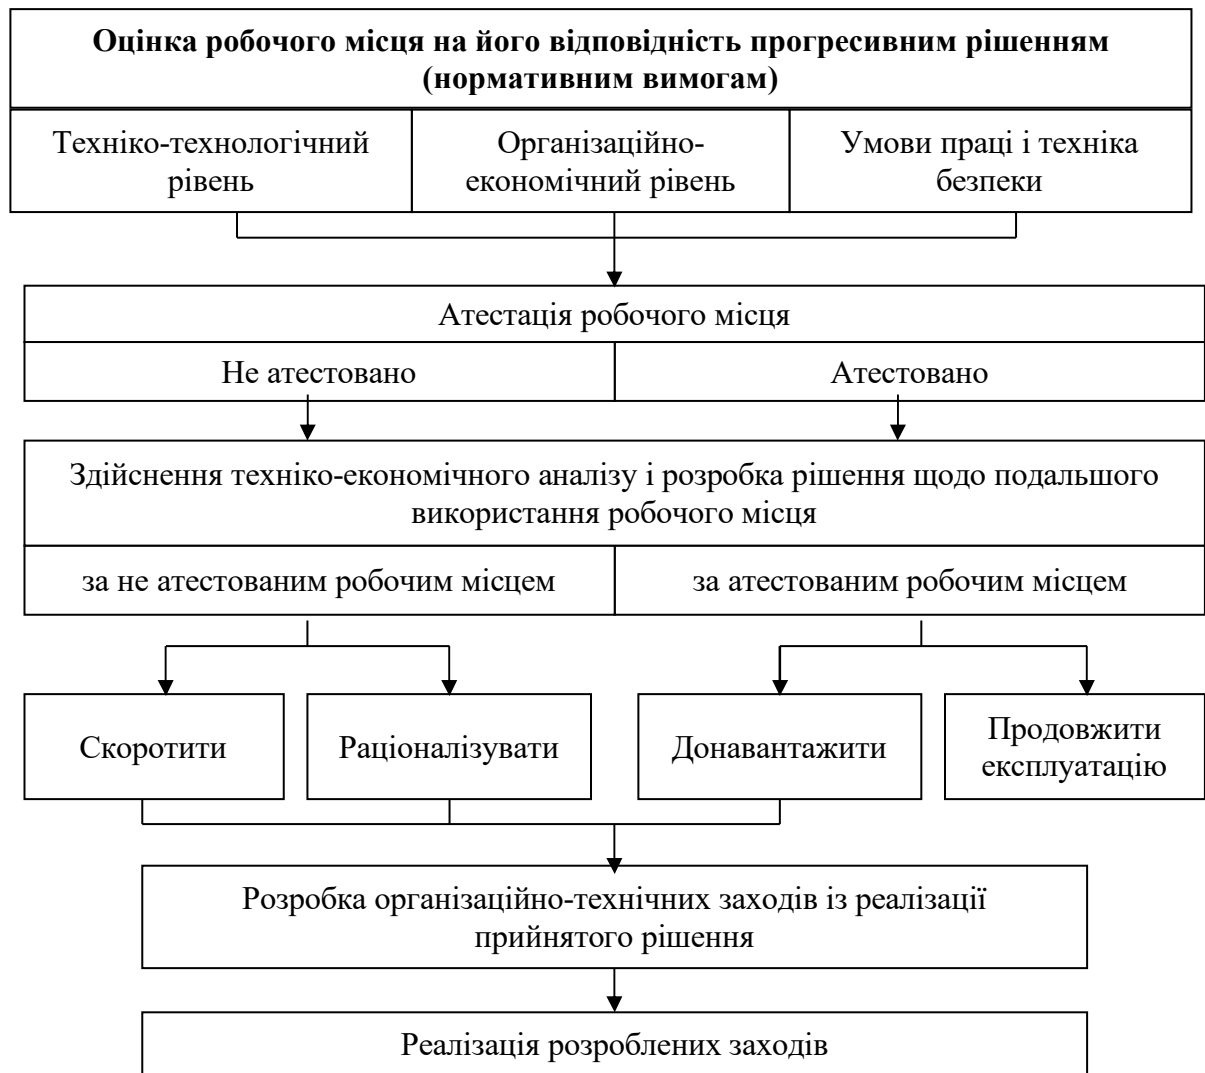 Оцінка робочого місця на його відповідність прогресивним рішенням
(нормативним вимогам)
Техніко-технологічний
рівень
Організаційно-
економічний рівень
Умови праці і техніка
безпеки
Атестація робочого місця
Не атестовано
Атестовано
Здійснення техніко-економічного аналізу і розробка рішення щодо подальшого
використання робочого місця
за не атестованим робочим місцем
за атестованим робочим місцем
Скоротити
Раціоналізувати
Донавантажити
Продовжити
експлуатацію
Розробка організаційно-технічних заходів із реалізації
прийнятого рішення
Реалізація розроблених заходів